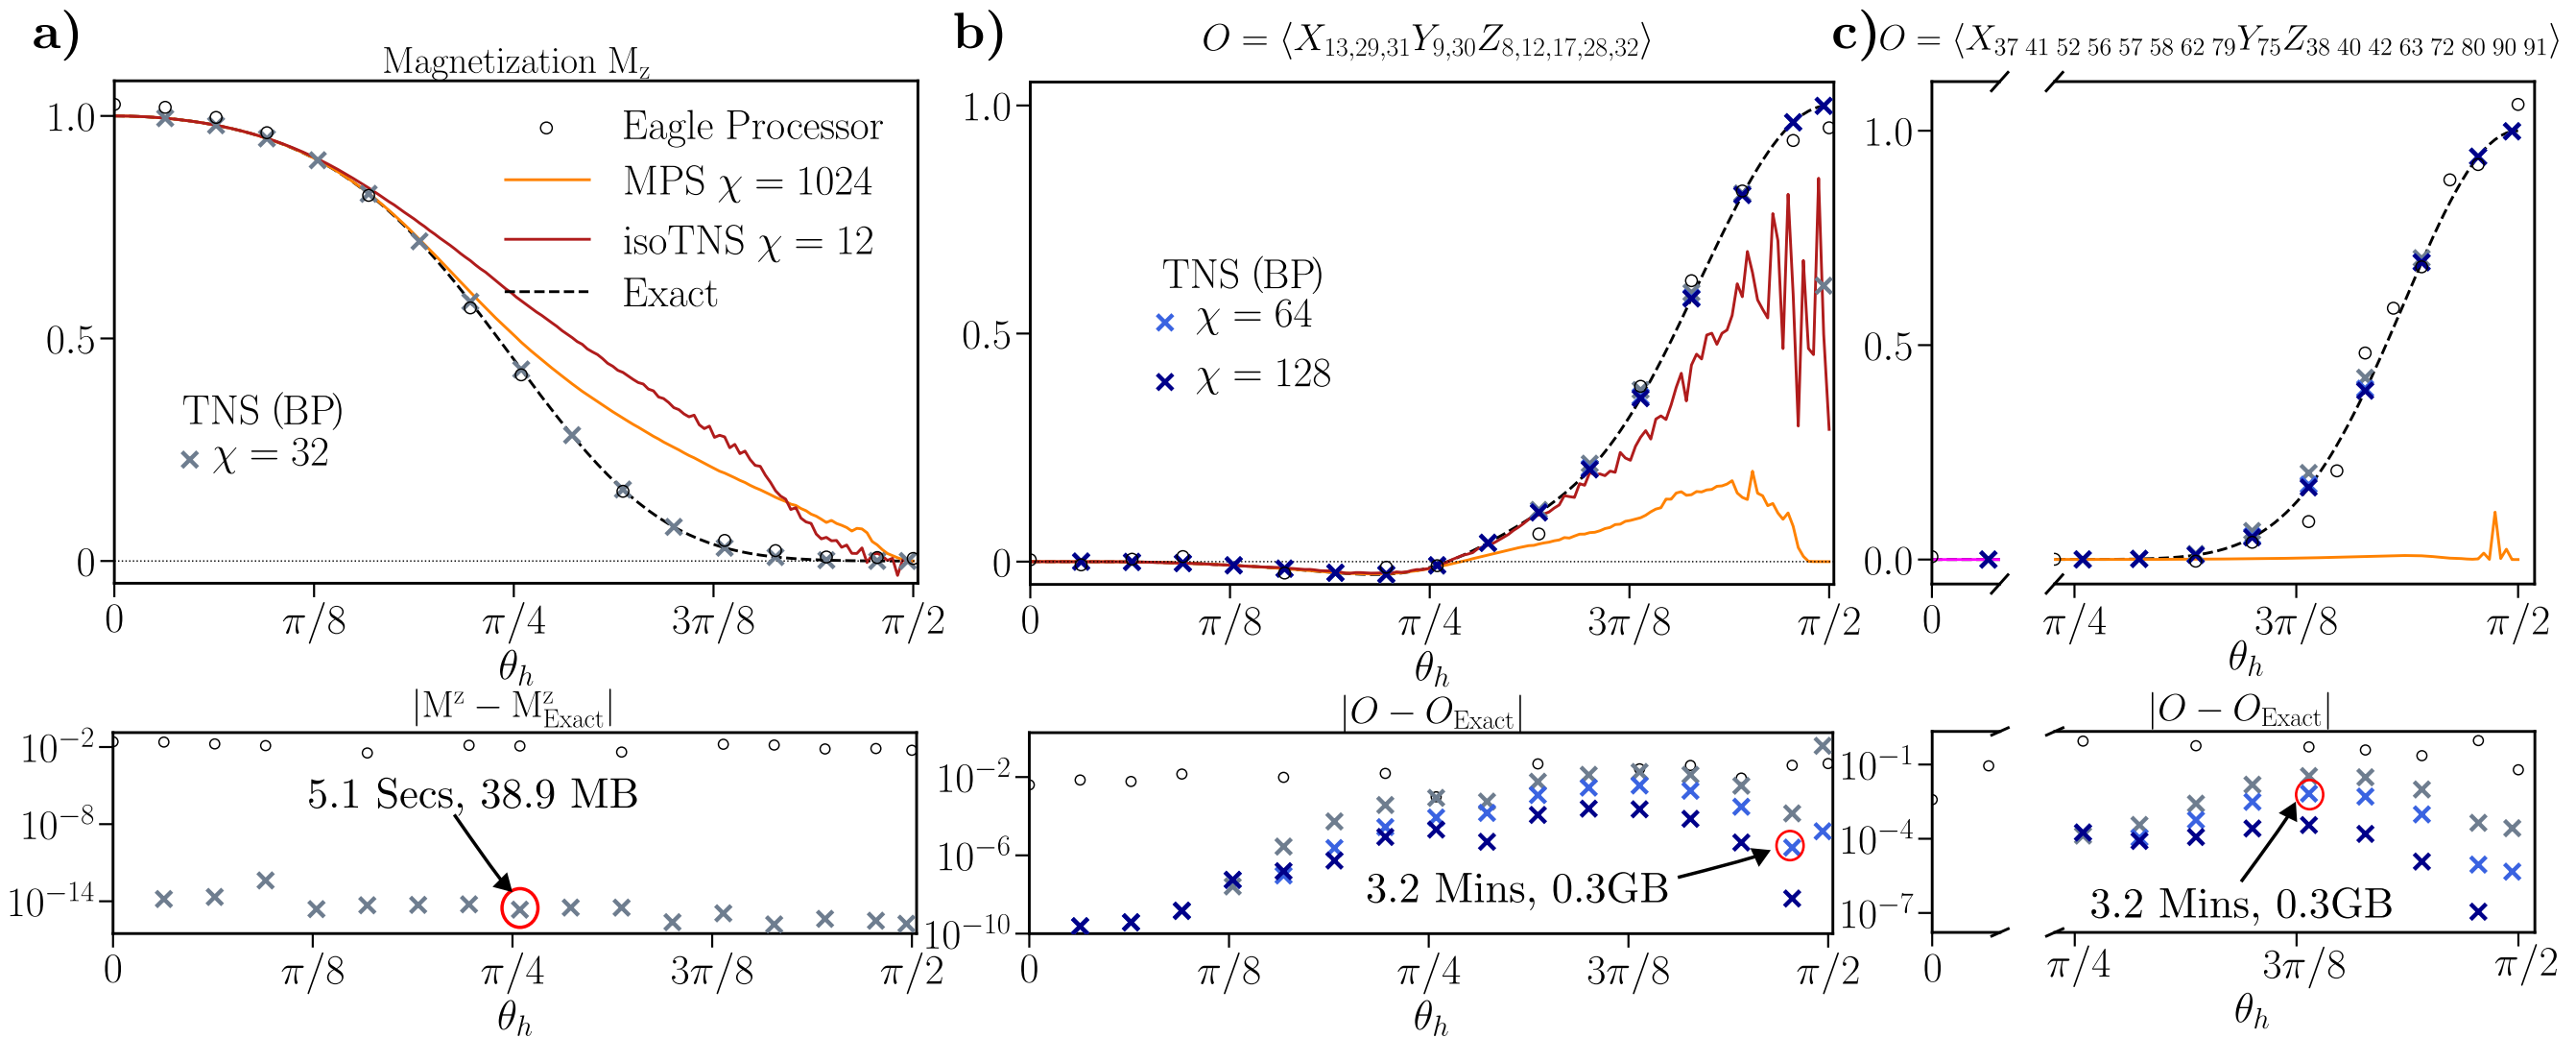 a)
Magnetization M_z
1.0
0.5
0
Eagle Processor
MPS χ = 1024
isoTNS χ = 12
Exact
TNS (BP)
χ = 32
0 π/8 π/4 3π/8 π/2
θ_h
|M^z − M^z_Exact|
10^−2
10^−8
10^−14
5.1 Secs, 38.9 MB
0 π/8 π/4 3π/8 π/2
θ_h
b)
O = ⟨X_13,29,31 Y_9,30 Z_8,12,17,28,32⟩
1.0
0.5
0
TNS (BP)
χ = 64
χ = 128
0 π/8 π/4 3π/8 π/2
θ_h
|O − O_Exact|
10^−2
10^−6
10^−10
3.2 Mins, 0.3GB
0 π/8 π/4 3π/8 π/2
θ_h
c)
O = ⟨X_37 41 52 56 57 58 62 79 Y_75 Z_38 40 42 63 72 80 90 91⟩
1.0
0.5
0.0
0 π/4 3π/8 π/2
θ_h
|O − O_Exact|
10^−1
10^−4
10^−7
3.2 Mins, 0.3GB
0 π/4 3π/8 π/2
θ_h